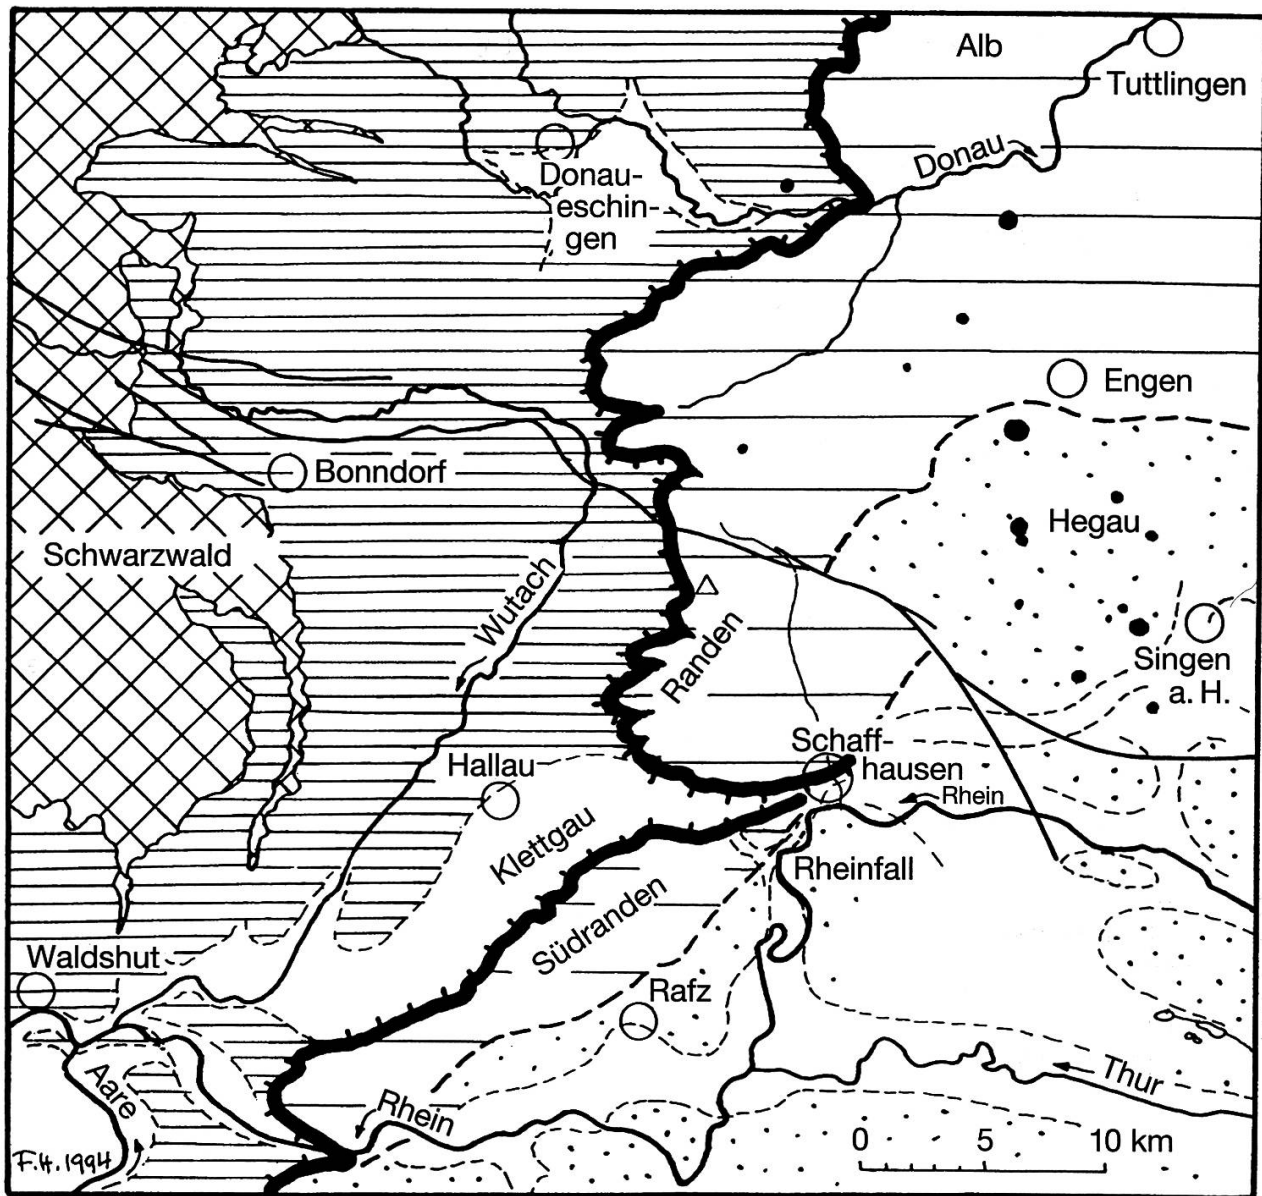 Alb
Tuttlingen
Donau
Donau-
eschin-
gen
Engen
Bonndorf
Hegau
Schwarzwald
Wutach
Randen
Singen
a. H.
Schaff-
hausen
Hallau
Rhein
Klettgau
Rheinfall
Südranden
Waldshut
Rafz
Aare
Rhein
Thur
0 5 10 km
F.H. 1994